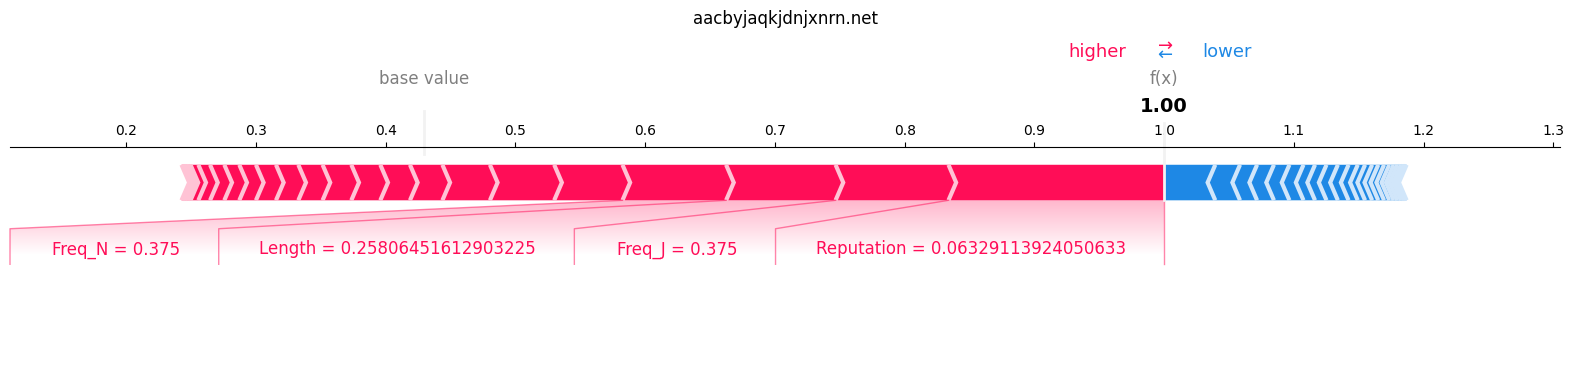 aacbyjaqkjdnjxnrn.net
higher ⇄ lower
base value f(x)
1.00
0.2 0.3 0.4 0.5 0.6 0.7 0.8 0.9 1.0 1.1 1.2 1.3
Freq_N = 0.375 Length = 0.25806451612903225 Freq_J = 0.375 Reputation = 0.06329113924050633